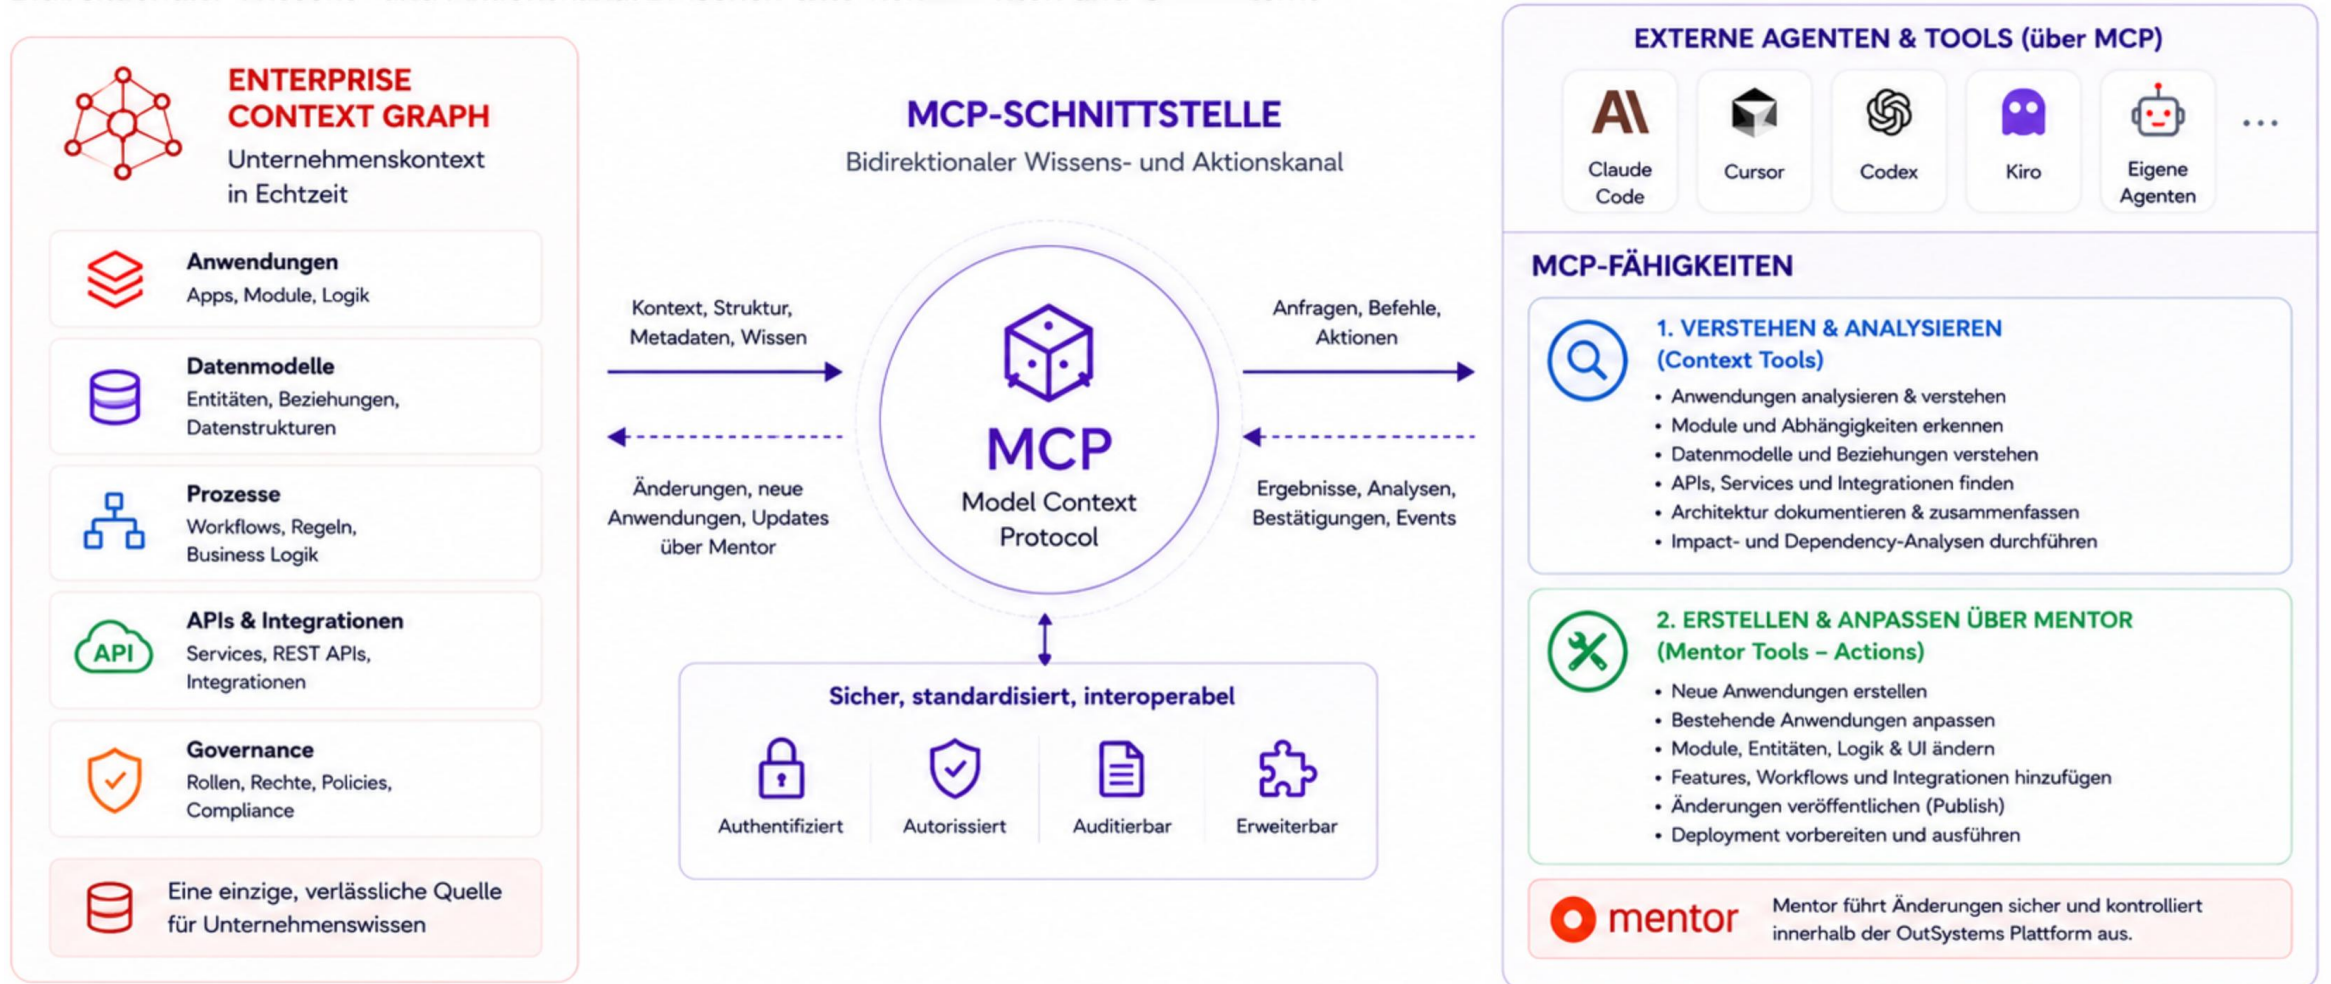 ENTERPRISE
CONTEXT GRAPH
Unternehmenskontext
in Echtzeit
Anwendungen
Apps, Module, Logik
Datenmodelle
Entitäten, Beziehungen,
Datenstrukturen
Prozesse
Workflows, Regeln,
Business Logik
API
APIs & Integrationen
Services, REST APIs,
Integrationen
Governance
Rollen, Rechte, Policies,
Compliance
Eine einzige, verlässliche Quelle
für Unternehmenswissen
MCP-SCHNITTSTELLE
Bidirektionaler Wissens- und Aktionskanal
Kontext, Struktur,
Metadaten, Wissen
Änderungen, neue
Anwendungen, Updates
über Mentor
MCP
Model Context
Protocol
Anfragen, Befehle,
Aktionen
Ergebnisse, Analysen,
Bestätigungen, Events
Sicher, standardisiert, interoperabel
Authentifiziert
Autorissiert
Auditierbar
Erweiterbar
EXTERNE AGENTEN & TOOLS (über MCP)
Claude
Code
Cursor
Codex
Kiro
Eigene
Agenten
...
MCP-FÄHIGKEITEN
1. VERSTEHEN & ANALYSIEREN
(Context Tools)
• Anwendungen analysieren & verstehen
• Module und Abhängigkeiten erkennen
• Datenmodelle und Beziehungen verstehen
• APIs, Services und Integrationen finden
• Architektur dokumentieren & zusammenfassen
• Impact- und Dependency-Analysen durchführen
2. ERSTELLEN & ANPASSEN ÜBER MENTOR
(Mentor Tools – Actions)
• Neue Anwendungen erstellen
• Bestehende Anwendungen anpassen
• Module, Entitäten, Logik & UI ändern
• Features, Workflows und Integrationen hinzufügen
• Änderungen veröffentlichen (Publish)
• Deployment vorbereiten und ausführen
mentor
Mentor führt Änderungen sicher und kontrolliert
innerhalb der OutSystems Plattform aus.